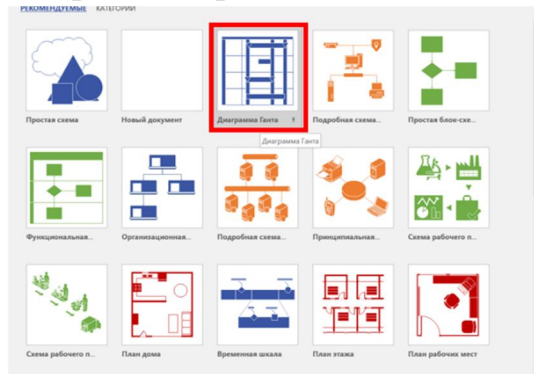 РЕКОМЕНДУЕМЫЕ КАТЕГОРИИ
Простая схема
Новый документ
Диаграмма Ганта
Подробная схема...
Простая блок-схе...
Диаграмма Ганта
Функциональная...
Организационная...
Подробная схема...
Принципиальная...
Схема рабочего п...
Схема рабочего п...
План дома
Временная шкала
План этажа
План рабочих мест